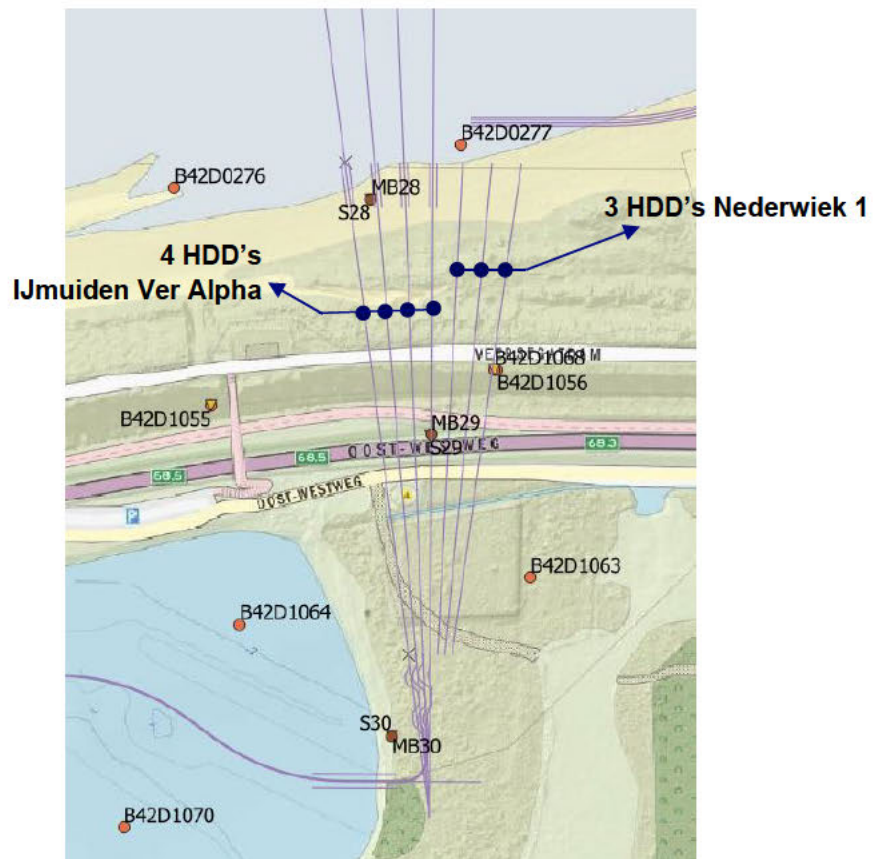 B42D0277
B42D0276
MB28
S28
3 HDD's Nederwiek 1
4 HDD's
IJmuiden Ver Alpha
B42D1068
B42D1056
B42D1055
MB29
S29
OOST-WESTWEG
68.5
68.5
68.3
OOST-WESTWEG
P
B42D1063
B42D1064
S30
MB30
B42D1070